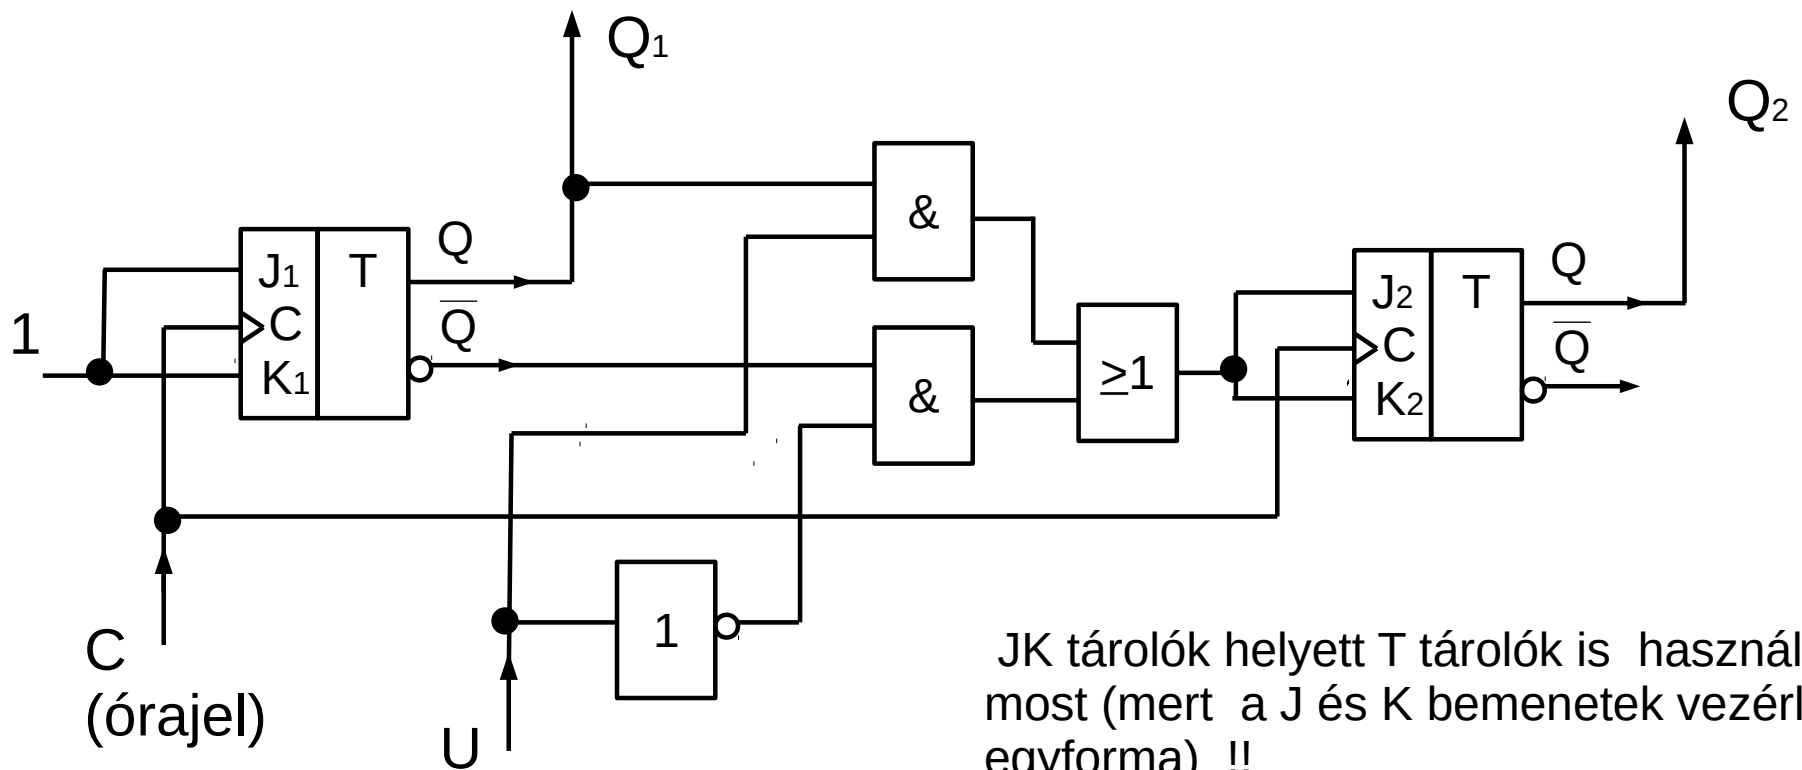 Q1
Q2
&
Q
J1 T
C
Q
K1
1
Q
J2 T
C
Q
K2
≥1
&
1
C
(órajel)
U
JK tárolók helyett T tárolók is használ
most (mert a J és K bemenetek vezérl
egyforma) !!